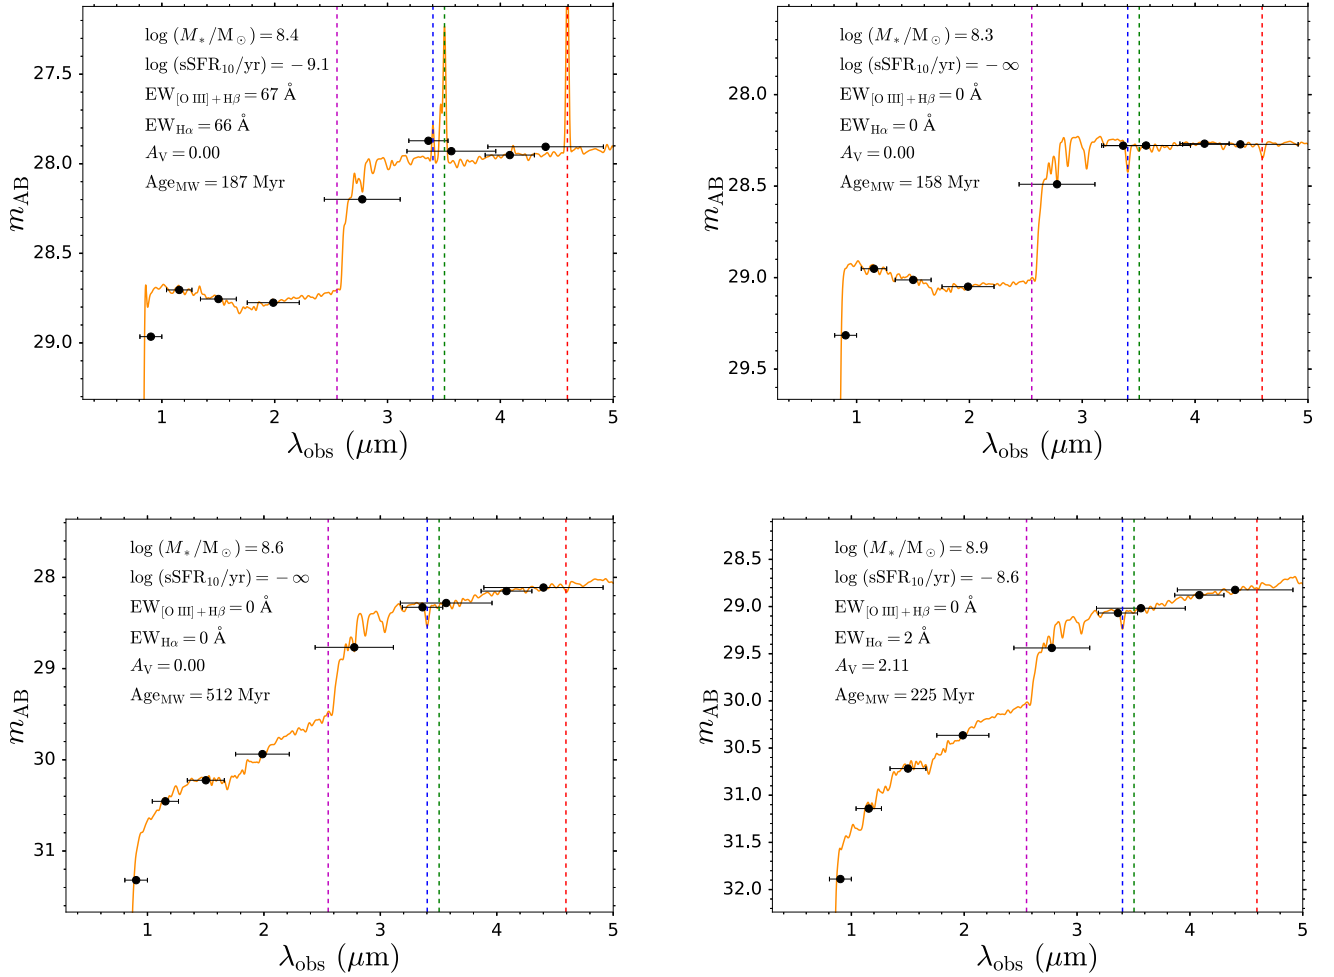 log (M∗/M⊙) = 8.4
log (sSFR₁₀/yr) = − 9.1
EW[O III]+Hβ = 67 Å
EWHα = 66 Å
AV = 0.00
AgeMW = 187 Myr
27.5
28.0
28.5
29.0
mAB
1 2 3 4 5
λobs (μm)
log (M∗/M⊙) = 8.3
log (sSFR₁₀/yr) = − ∞
EW[O III]+Hβ = 0 Å
EWHα = 0 Å
AV = 0.00
AgeMW = 158 Myr
28.0
28.5
29.0
29.5
mAB
1 2 3 4 5
λobs (μm)
log (M∗/M⊙) = 8.6
log (sSFR₁₀/yr) = − ∞
EW[O III]+Hβ = 0 Å
EWHα = 0 Å
AV = 0.00
AgeMW = 512 Myr
28
29
30
31
mAB
1 2 3 4 5
λobs (μm)
log (M∗/M⊙) = 8.9
log (sSFR₁₀/yr) = − 8.6
EW[O III]+Hβ = 0 Å
EWHα = 2 Å
AV = 2.11
AgeMW = 225 Myr
28.5
29.0
29.5
30.0
30.5
31.0
31.5
32.0
mAB
1 2 3 4 5
λobs (μm)